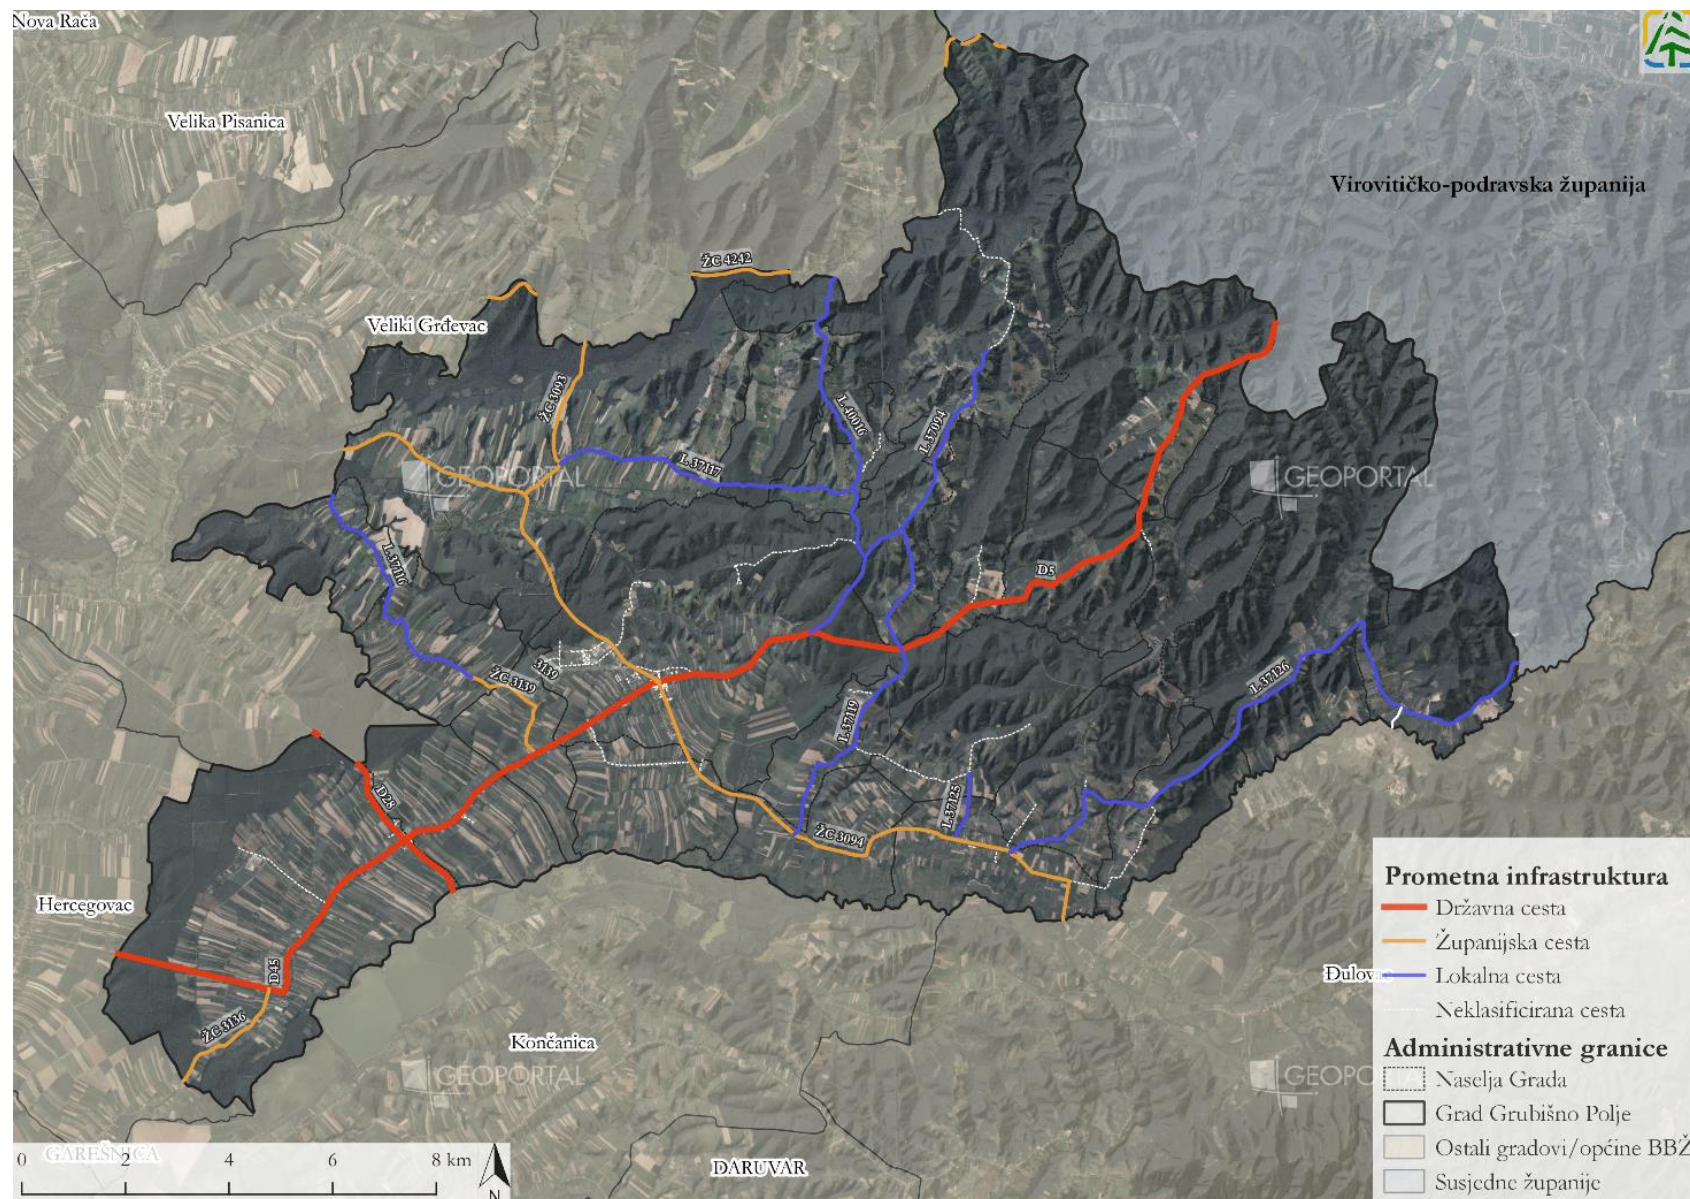 Nova Rača
Velika Pisanica
Virovitičko-podravska županija
ŽC 4242
Veliki Grđevac
ŽC 3093
L 40016
L 37094
L 37117
GEOPORTAL
GEOPORTAL
L 37116
D5
3139
ŽC 3139
L 37126
L 37119
D28
L 37125
ŽC 3094
Hercegovac
D45
ŽC 3136
Končanica
Đulovac
GEOPORTAL
GEOPORTAL
GAREŠNICA
DARUVAR
0 2 4 6 8 km
N
Prometna infrastruktura
Državna cesta
Županijska cesta
Lokalna cesta
Neklasificirana cesta
Administrativne granice
Naselja Grada
Grad Grubišno Polje
Ostali gradovi/općine BBŽ
Susjedne županije